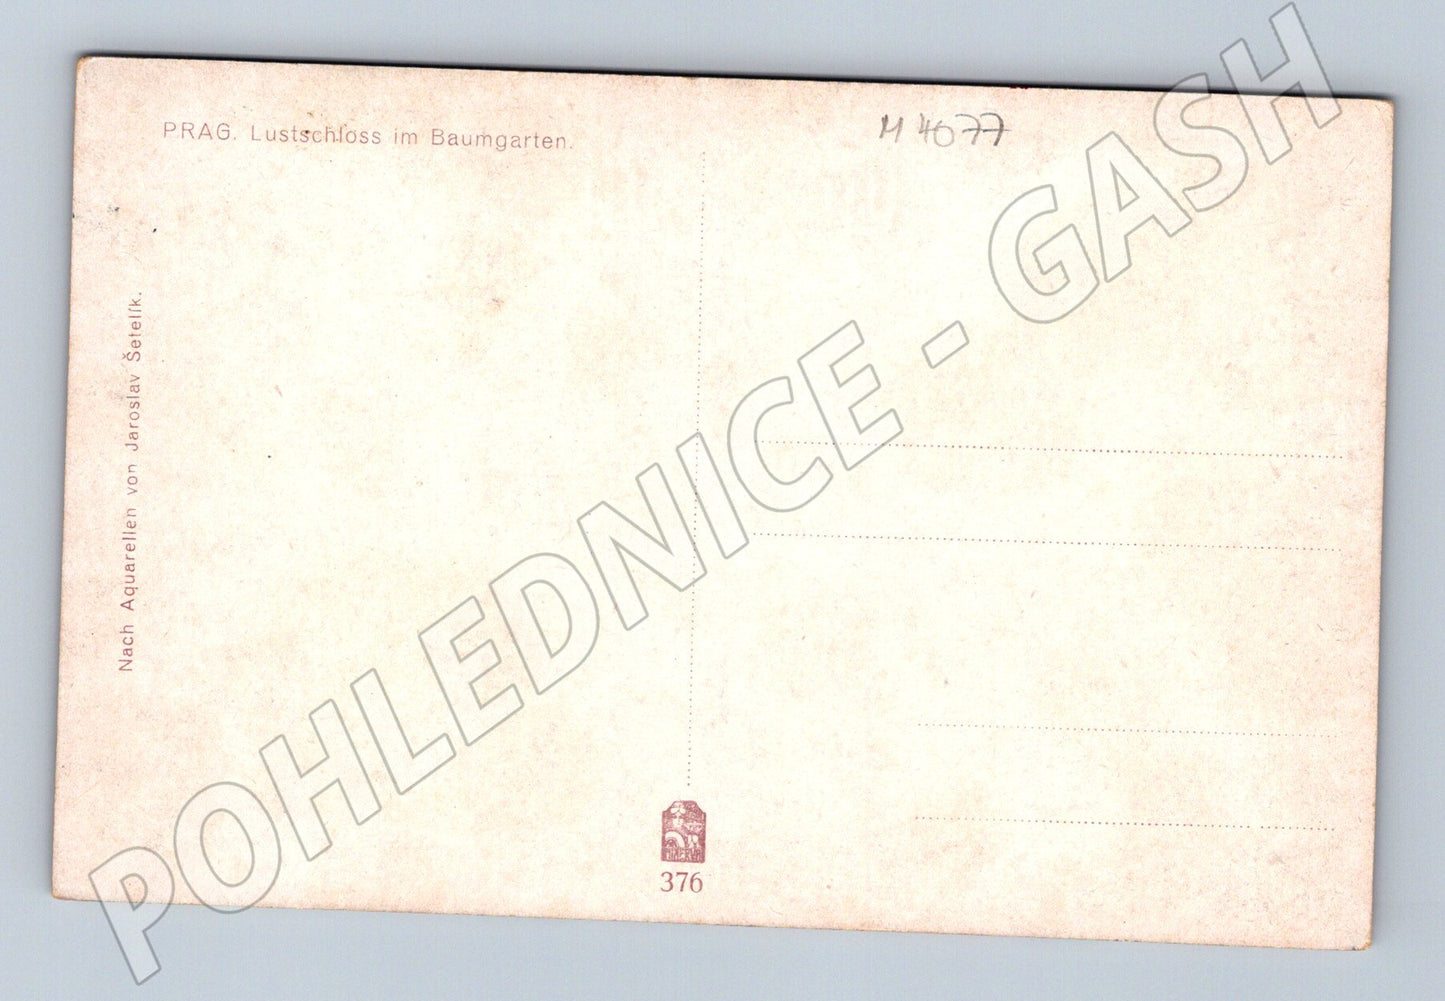 PRAG. Lustschloss im Baumgarten.
M 4077
Nach Aquarellen von Jaroslav Šetelík.
376
POHLEDNICE - GASH